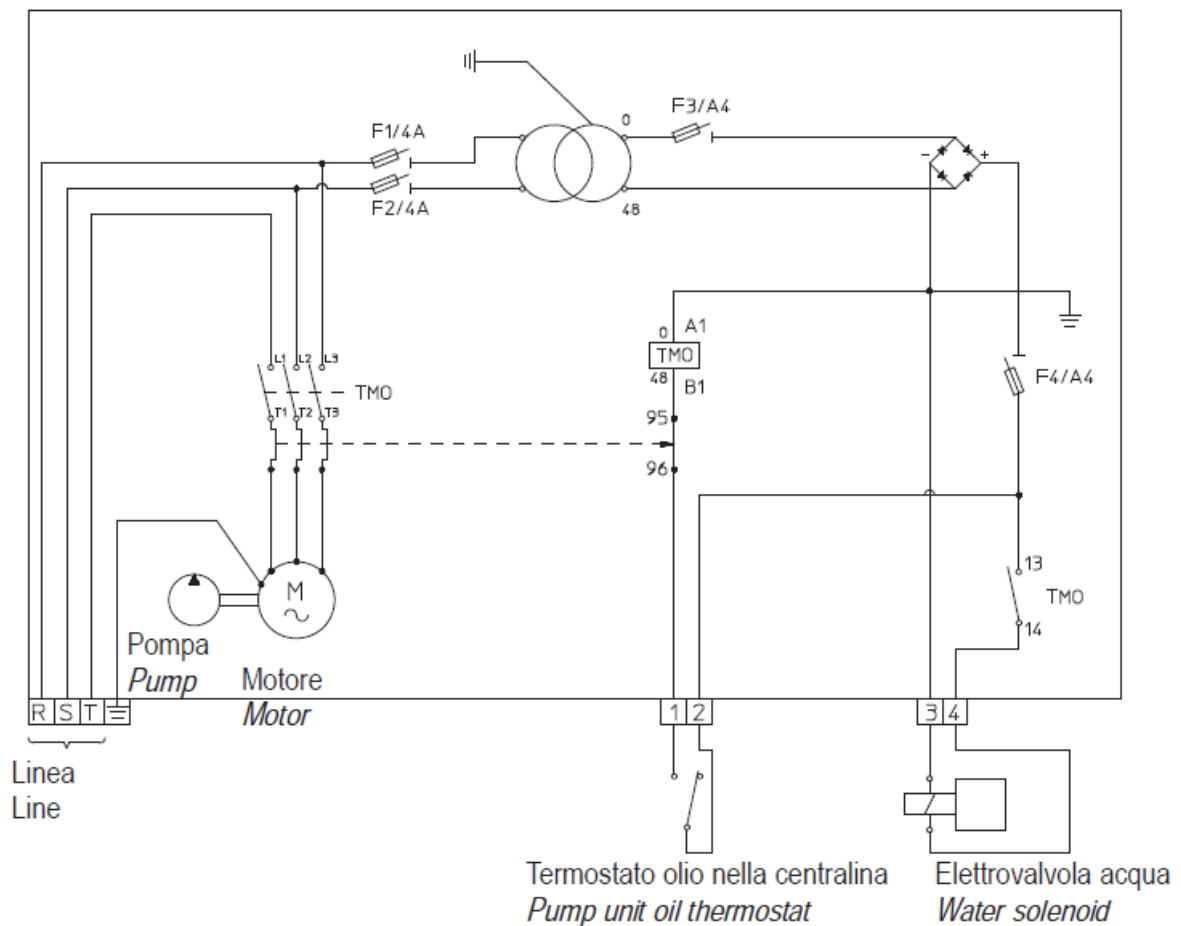 F1/4A
F2/4A
0
48
F3/A4
-
+
0
A1
TMO
48
B1
95
96
F4/A4
L1
L2
L3
TMO
T1
T2
T3
13
TMO
14
M
Pompa
Pump
Motore
Motor
R S T
1 2
3 4
Linea
Line
Termostato olio nella centralina
Pump unit oil thermostat
Elettrovalvola acqua
Water solenoid